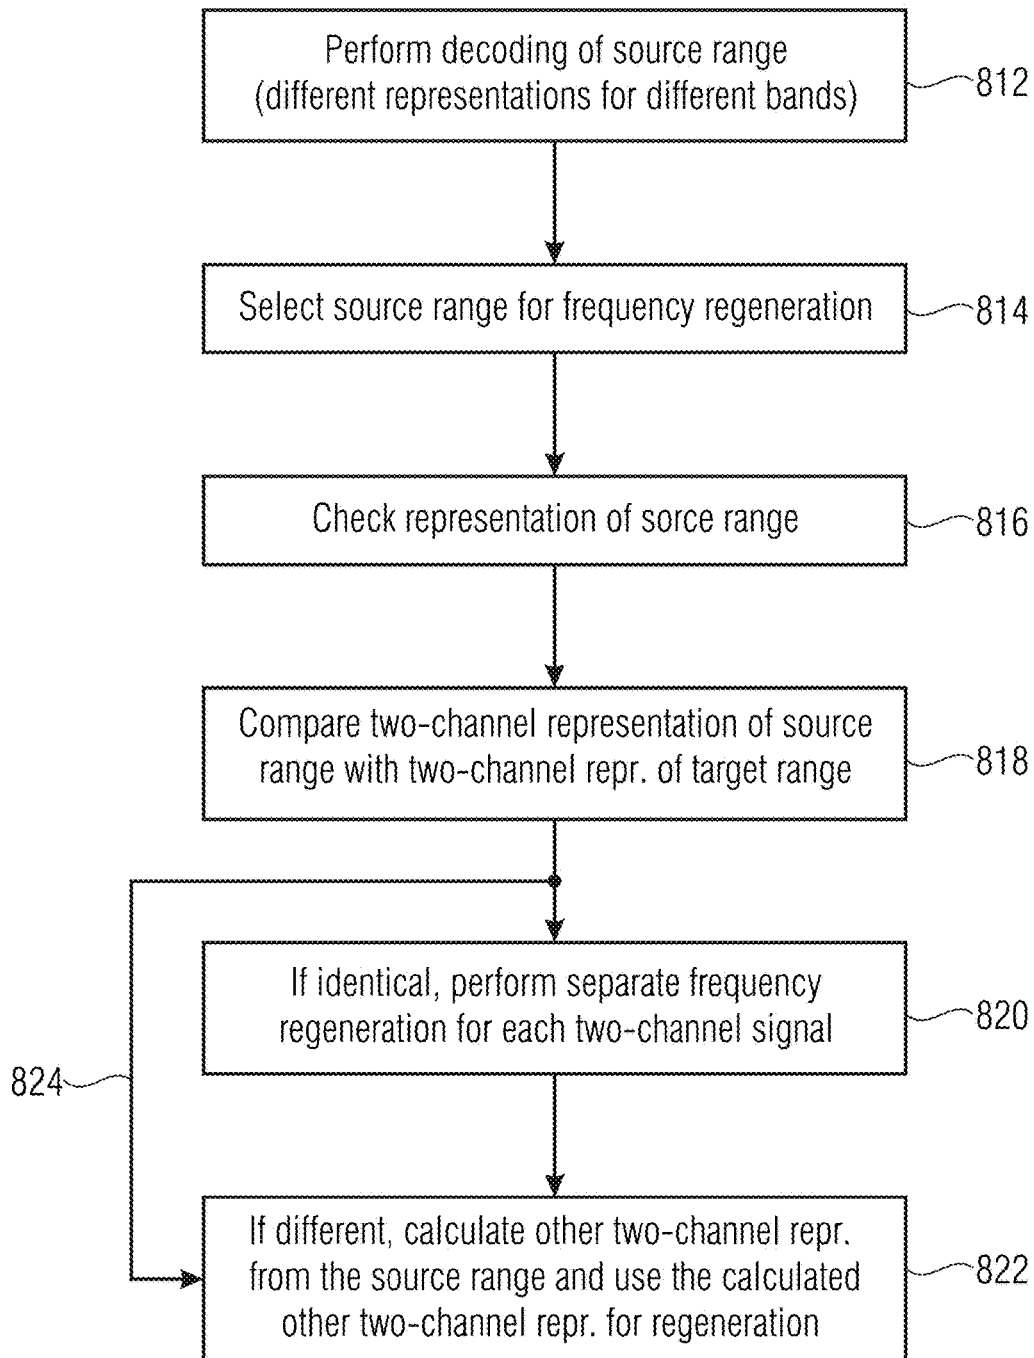 Perform decoding of source range
(different representations for different bands)
812
Select source range for frequency regeneration
814
Check representation of sorce range
816
Compare two-channel representation of source
range with two-channel repr. of target range
818
If identical, perform separate frequency
regeneration for each two-channel signal
820
824
If different, calculate other two-channel repr.
from the source range and use the calculated
other two-channel repr. for regeneration
822